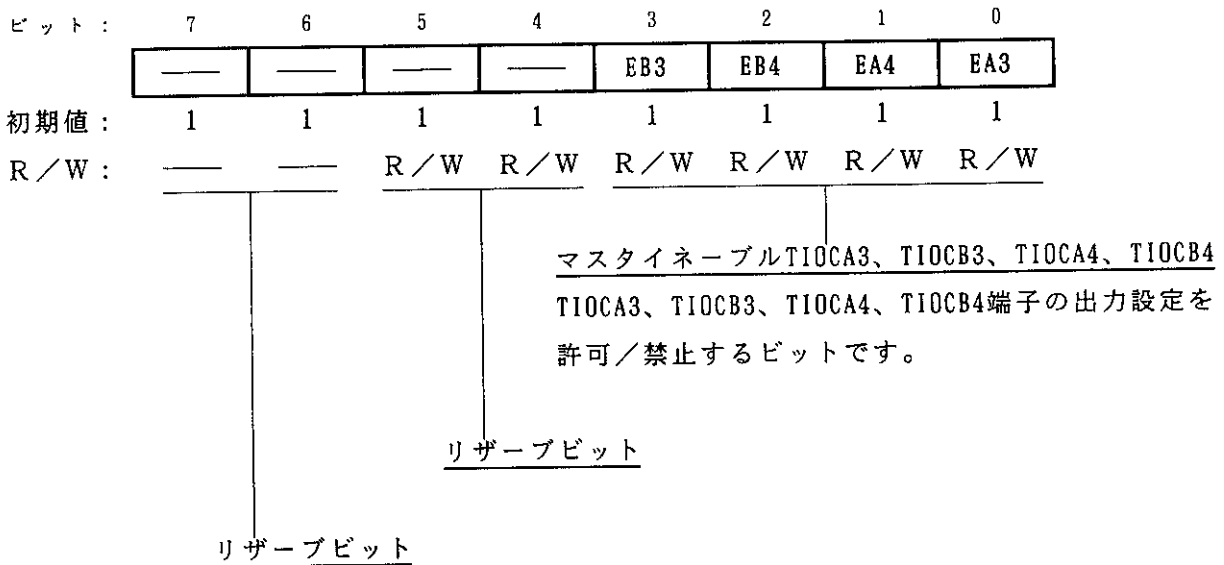 ビット： 7 6 5 4 3 2 1 0
― ― ― ― EB3 EB4 EA4 EA3
初期値： 1 1 1 1 1 1 1 1
R／W： ― ― R／W R／W R／W R／W R／W R／W
マスタイネーブルTIOCA3、TIOCB3、TIOCA4、TIOCB4
TIOCA3、TIOCB3、TIOCA4、TIOCB4端子の出力設定を
許可／禁止するビットです。
リザーブビット
リザーブビット